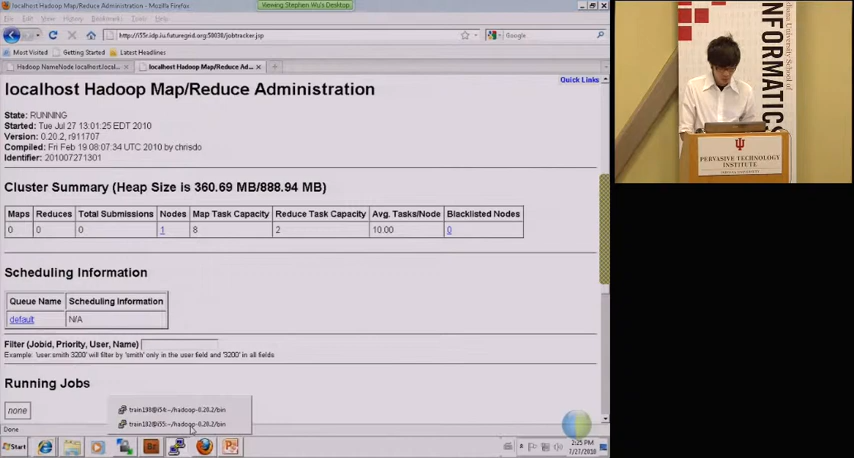 localhost Hadoop Map/Reduce Administration - Mozilla Firefox
Viewing Stephen Wu's Desktop
File Edit View History Bookmarks Tools Help
http://i55r.idp.iu.futuregrid.org:50030/jobtracker.jsp
Google
Most Visited Getting Started Latest Headlines
Hadoop NameNode localhost.local...
localhost Hadoop Map/Reduce Ad...
Quick Links
localhost Hadoop Map/Reduce Administration
State: RUNNING
Started: Tue Jul 27 13:01:25 EDT 2010
Version: 0.20.2, r911707
Compiled: Fri Feb 19 08:07:34 UTC 2010 by chrisdo
Identifier: 201007271301
Cluster Summary (Heap Size is 360.69 MB/888.94 MB)
Maps Reduces Total Submissions Nodes Map Task Capacity Reduce Task Capacity Avg. Tasks/Node Blacklisted Nodes
0 0 0 1 8 2 10.00 0
Scheduling Information
Queue Name Scheduling Information
default N/A
Filter (Jobid, Priority, User, Name)
Example: 'user:smith 3200' will filter by 'smith' only in the user field and '3200' in all fields
Running Jobs
none
train198@i54:~/hadoop-0.20.2/bin
train102@i55:~/hadoop-0.20.2/bin
Done
Start
Br
2:25 PM
7/27/2010
diana University School of
INFORMATICS
PERVASIVE TECHNOLOGY
INSTITUTE